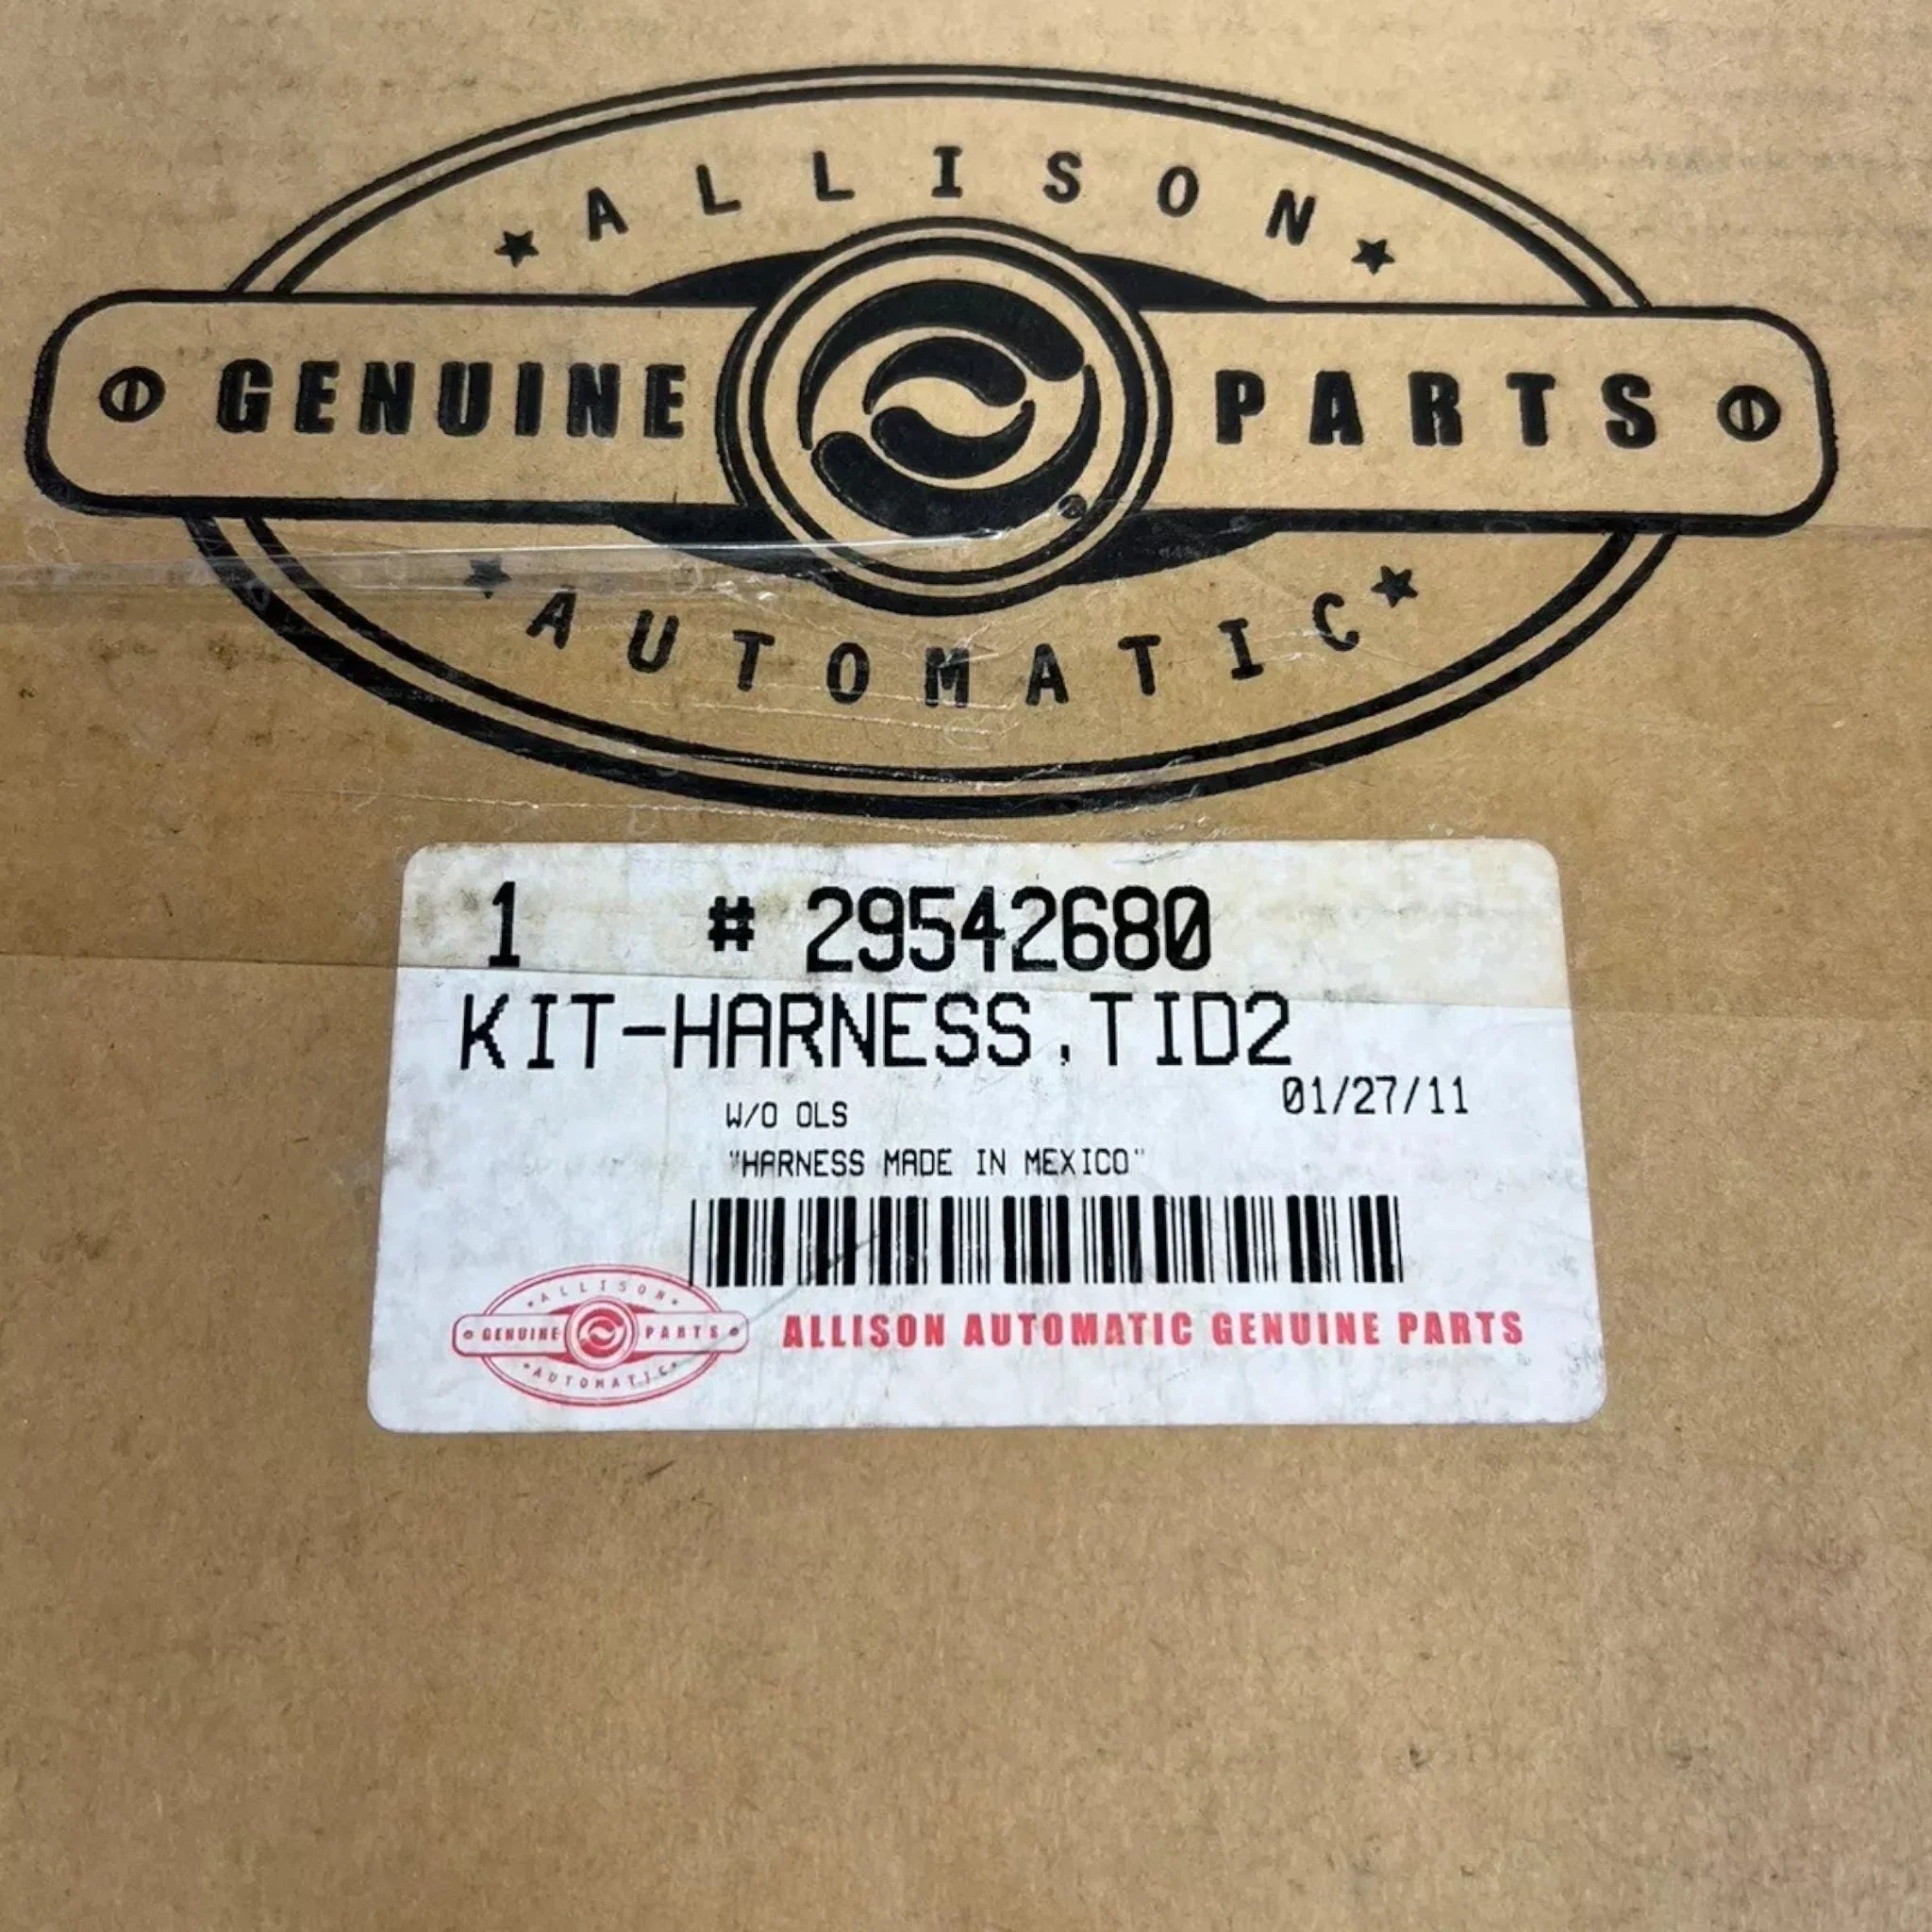 ALLISON
GENUINE PARTS
AUTOMATIC
1 # 29542680
KIT-HARNESS,TID2
01/27/11
W/O OLS
"HARNESS MADE IN MEXICO"
ALLISON
GENUINE PARTS
AUTOMATIC
ALLISON AUTOMATIC GENUINE PARTS